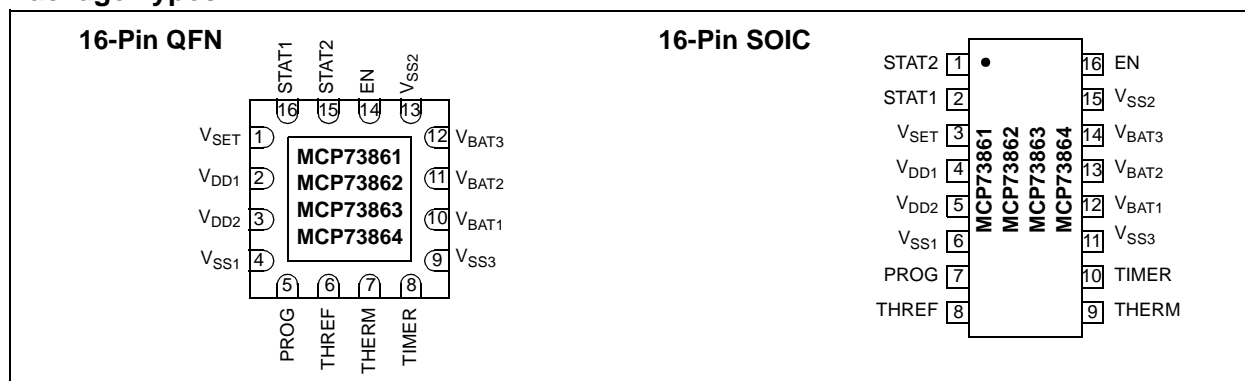 16-Pin QFN
STAT1
STAT2
EN
VSS2
16
15
14
13
VSET 1
VDD1 2
VDD2 3
VSS1 4
MCP73861
MCP73862
MCP73863
MCP73864
12 VBAT3
11 VBAT2
10 VBAT1
9 VSS3
5
6
7
8
PROG
THREF
THERM
TIMER
16-Pin SOIC
STAT2 1
STAT1 2
VSET 3
VDD1 4
VDD2 5
VSS1 6
PROG 7
THREF 8
MCP73861
MCP73862
MCP73863
MCP73864
16 EN
15 VSS2
14 VBAT3
13 VBAT2
12 VBAT1
11 VSS3
10 TIMER
9 THERM